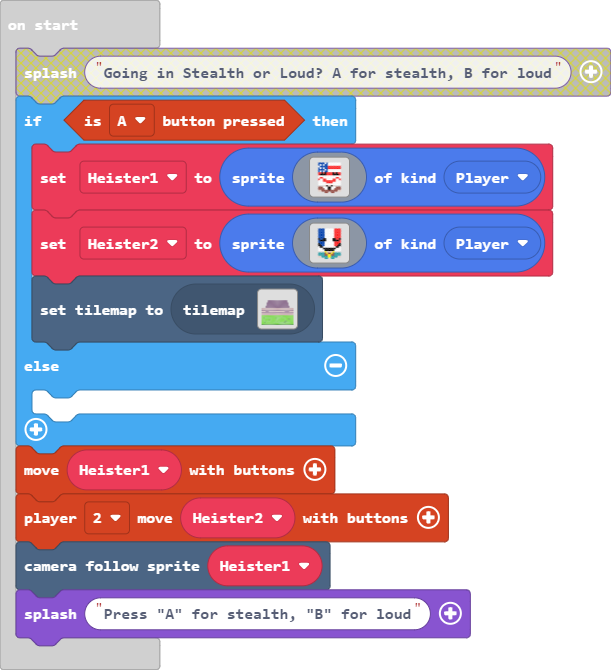 on start
splash "Going in Stealth or Loud? A for stealth, B for loud"
if is A button pressed then
set Heister1 to sprite of kind Player
set Heister2 to sprite of kind Player
set tilemap to tilemap
else
move Heister1 with buttons
player 2 move Heister2 with buttons
camera follow sprite Heister1
splash "Press "A" for stealth, "B" for loud"